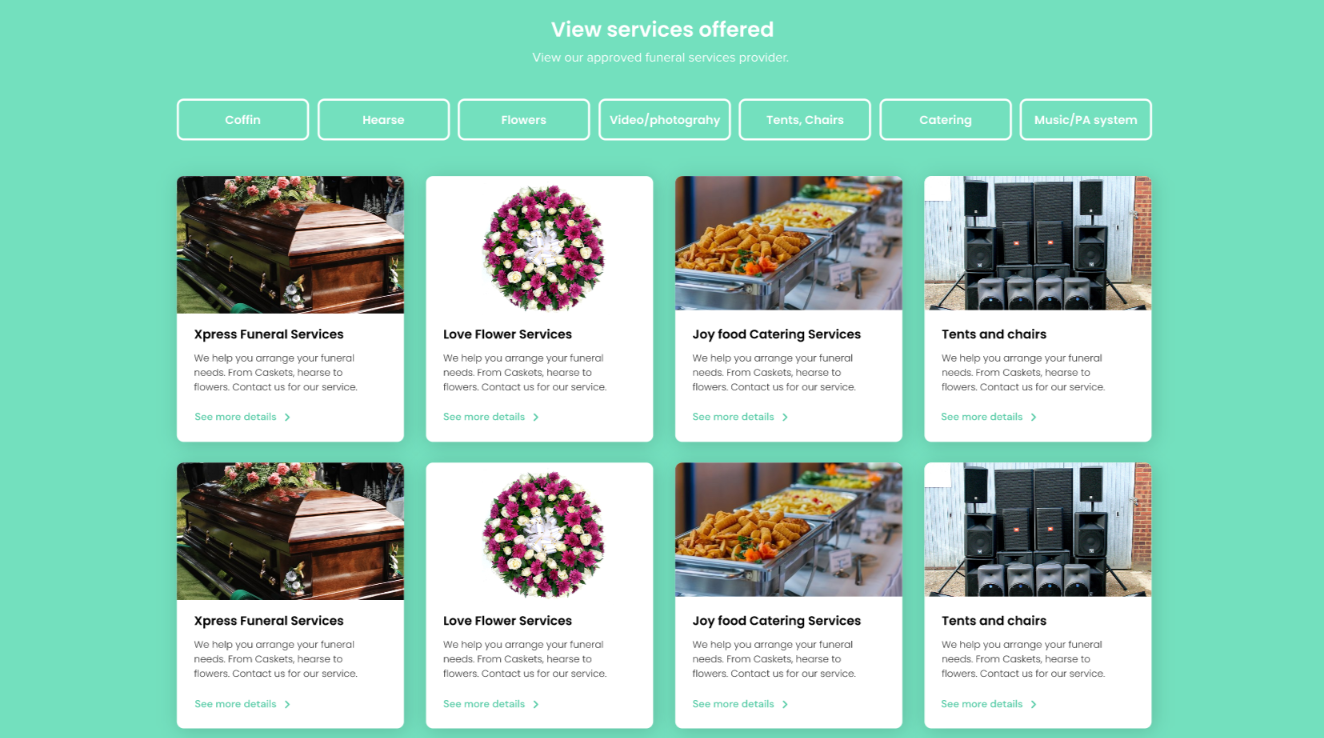 View services offered
View our approved funeral services provider.
Coffin
Hearse
Flowers
Video/photograhy
Tents, Chairs
Catering
Music/PA system
Xpress Funeral Services
We help you arrange your funeral
needs. From Caskets, hearse to
flowers. Contact us for our service.
See more details
Love Flower Services
We help you arrange your funeral
needs. From Caskets, hearse to
flowers. Contact us for our service.
See more details
Joy food Catering Services
We help you arrange your funeral
needs. From Caskets, hearse to
flowers. Contact us for our service.
See more details
Tents and chairs
We help you arrange your funeral
needs. From Caskets, hearse to
flowers. Contact us for our service.
See more details
Xpress Funeral Services
We help you arrange your funeral
needs. From Caskets, hearse to
flowers. Contact us for our service.
See more details
Love Flower Services
We help you arrange your funeral
needs. From Caskets, hearse to
flowers. Contact us for our service.
See more details
Joy food Catering Services
We help you arrange your funeral
needs. From Caskets, hearse to
flowers. Contact us for our service.
See more details
Tents and chairs
We help you arrange your funeral
needs. From Caskets, hearse to
flowers. Contact us for our service.
See more details